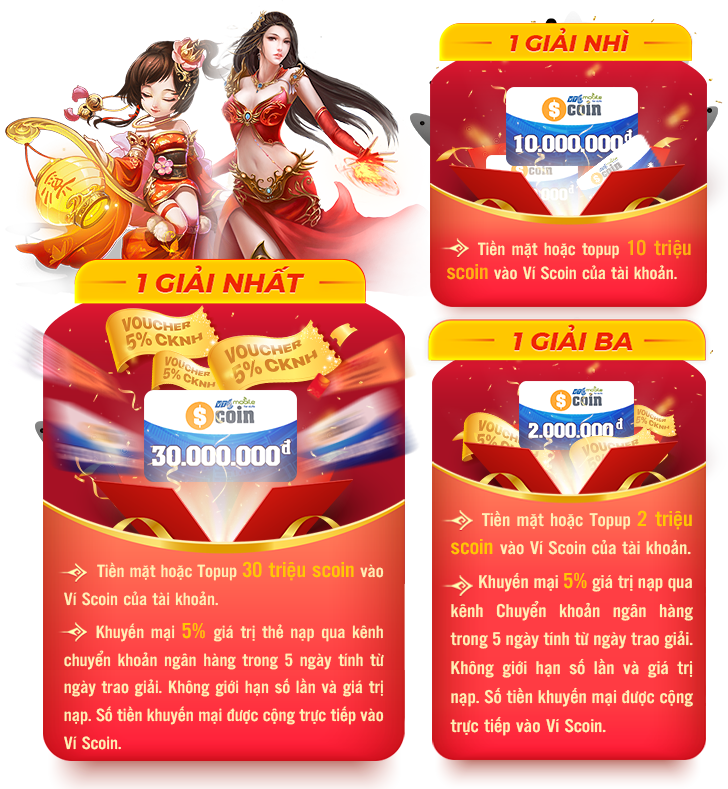 1 GIẢI NHÌ
mobile
Scoin
10.000.000đ
coin
Tiền mặt hoặc topup 10 triệu
scoin vào Ví Scoin của tài khoản.
1 GIẢI NHẤT
VOUCHER
5% CKNH
VOUCHER
5% CKNH
VOUCHER
5% CKNH
mobile
Scoin
30.000.000đ
Tiền mặt hoặc Topup 30 triệu scoin vào
Ví Scoin của tài khoản.
Khuyến mại 5% giá trị thẻ nạp qua kênh
chuyển khoản ngân hàng trong 5 ngày tính từ
ngày trao giải. Không giới hạn số lần và giá trị
nạp. Số tiền khuyến mại được cộng trực tiếp vào
Ví Scoin.
1 GIẢI BA
mobile
Scoin
2.000.000đ
VOUCHER
5% CKNH
Tiền mặt hoặc Topup 2 triệu
scoin vào Ví Scoin của tài khoản.
Khuyến mại 5% giá trị nạp qua
kênh Chuyển khoản ngân hàng
trong 5 ngày tính từ ngày trao giải.
Không giới hạn số lần và giá trị
nạp. Số tiền khuyến mại được cộng
trực tiếp vào Ví Scoin.